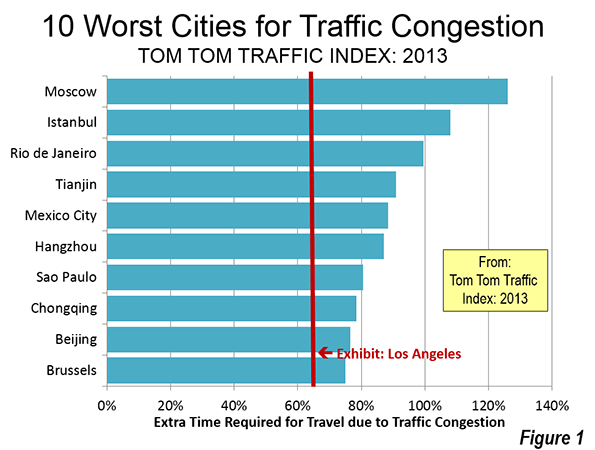 10 Worst Cities for Traffic Congestion
TOM TOM TRAFFIC INDEX: 2013
Moscow
Istanbul
Rio de Janeiro
Tianjin
Mexico City
Hangzhou
Sao Paulo
Chongqing
Beijing
Brussels
From:
Tom Tom Traffic
Index: 2013
← Exhibit: Los Angeles
0% 20% 40% 60% 80% 100% 120% 140%
Extra Time Required for Travel due to Traffic Congestion
Figure 1